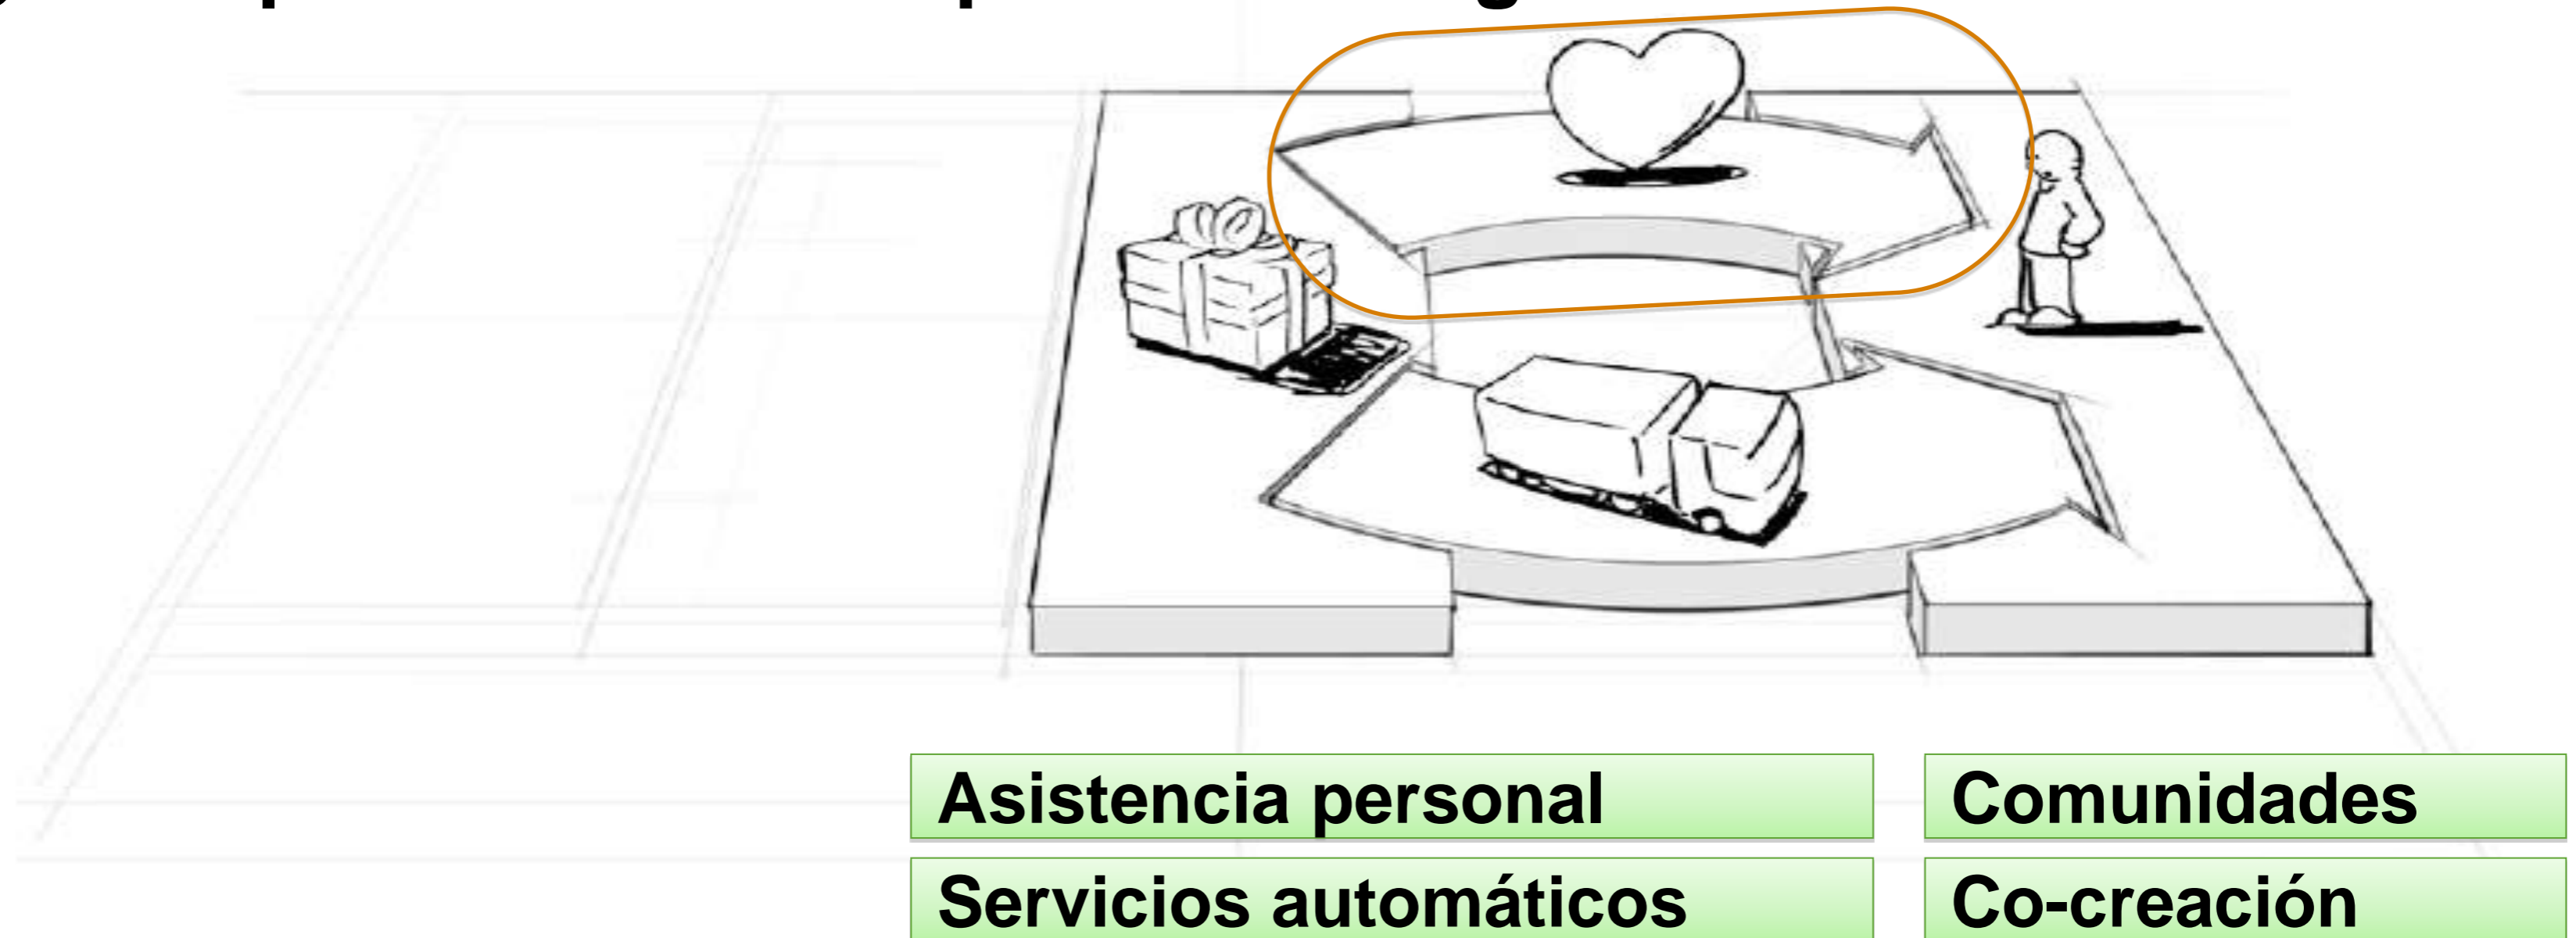 Asistencia personal
Comunidades
Servicios automáticos
Co-creación